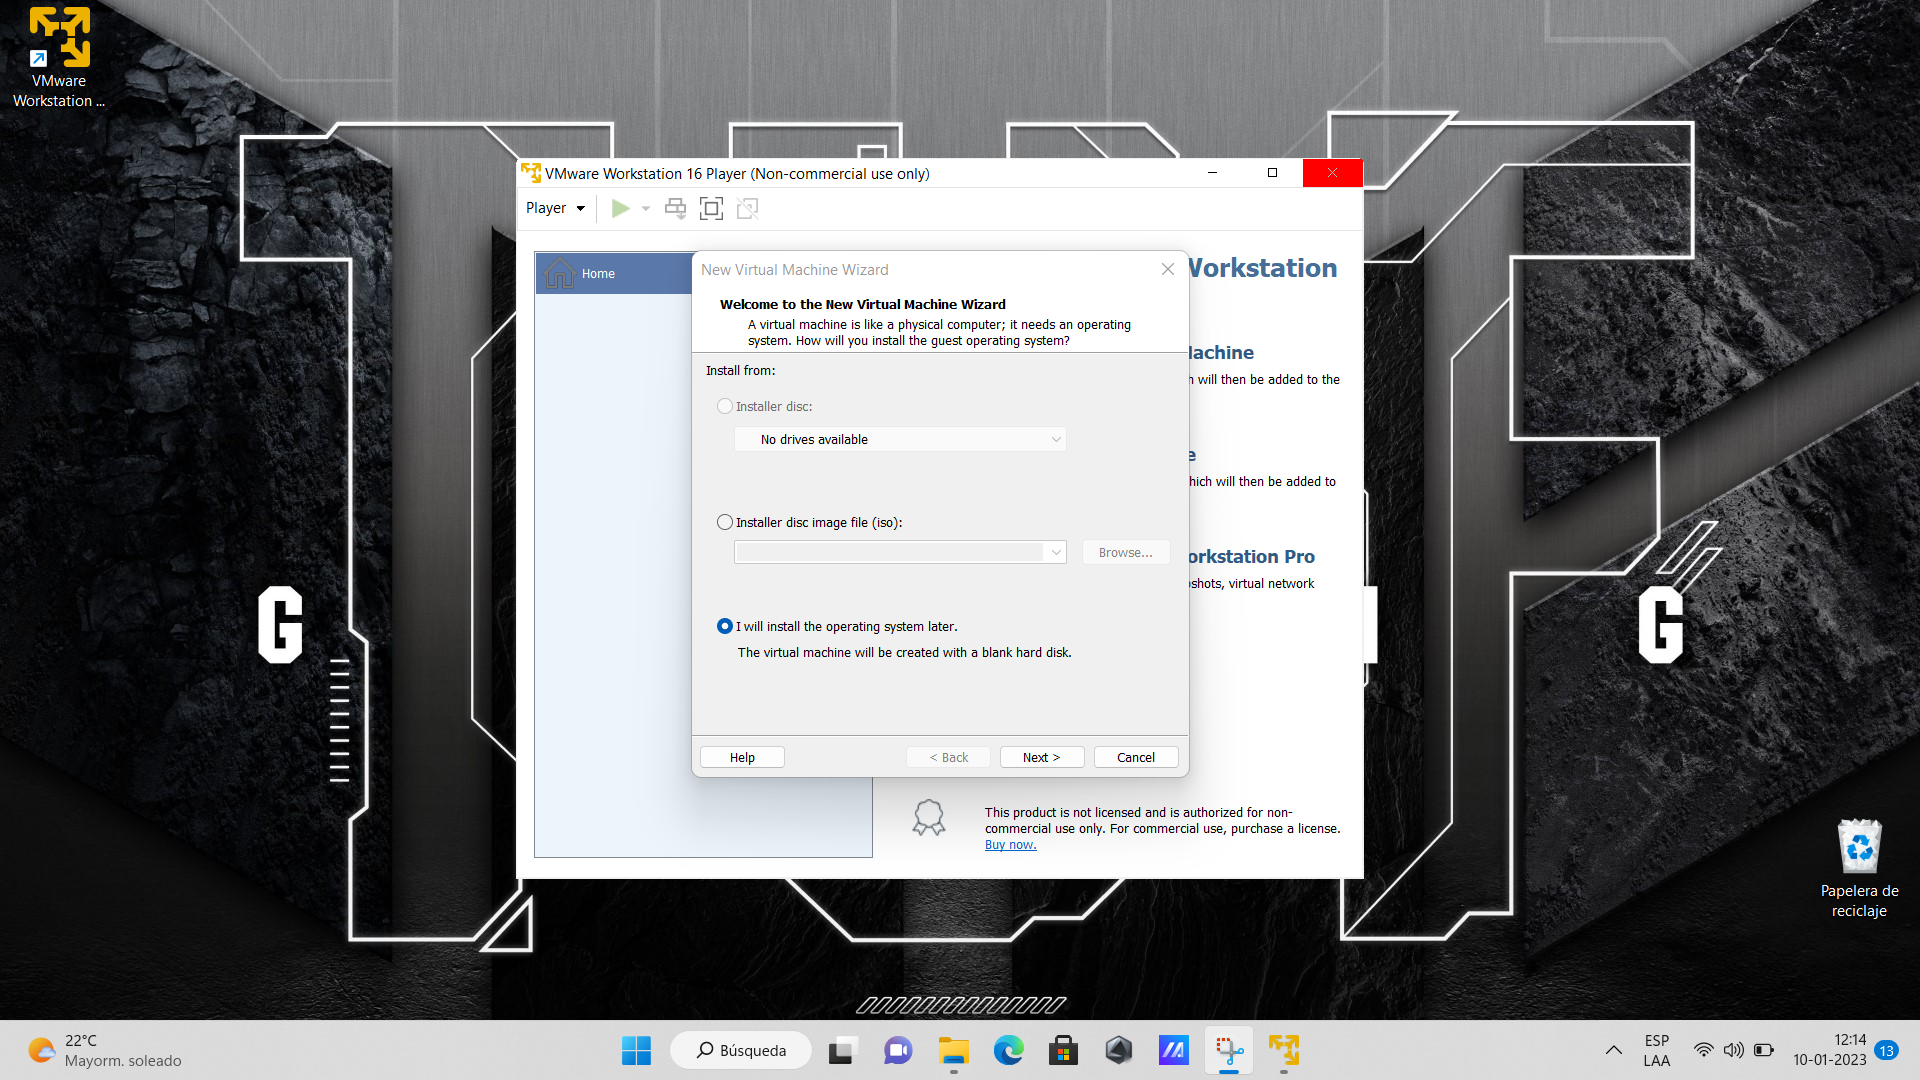 VMware
Workstation ...
VMware Workstation 16 Player (Non-commercial use only)
Player
Home
Workstation
New Virtual Machine Wizard
Welcome to the New Virtual Machine Wizard
A virtual machine is like a physical computer; it needs an operating
system. How will you install the guest operating system?
Install from:
Installer disc:
No drives available
Installer disc image file (iso):
Browse...
I will install the operating system later.
The virtual machine will be created with a blank hard disk.
Help
< Back
Next >
Cancel
achine
will then be added to the
e
hich will then be added to
orkstation Pro
shots, virtual network
This product is not licensed and is authorized for non-
commercial use only. For commercial use, purchase a license.
Buy now.
G
G
Papelera de
reciclaje
22°C
Mayorm. soleado
Búsqueda
ESP
LAA
12:14
10-01-2023
13